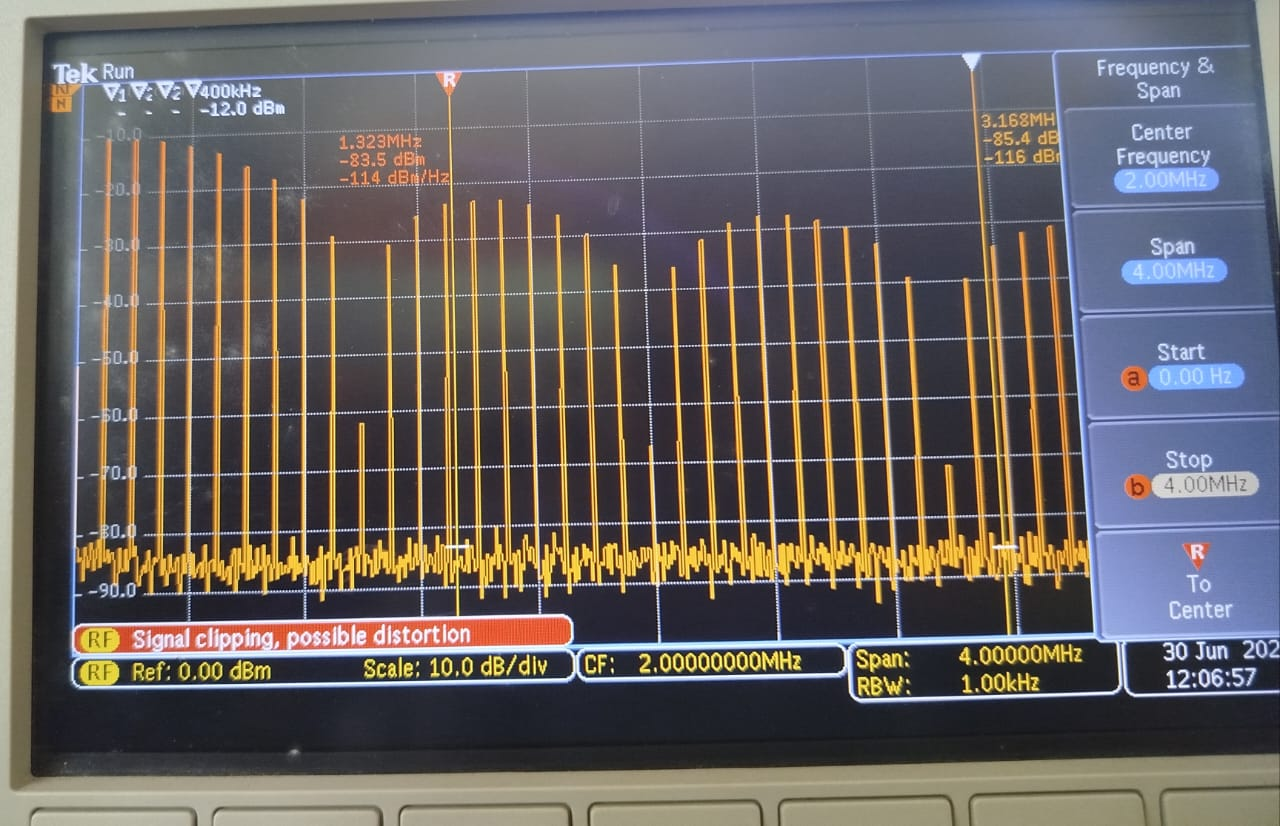 Tek Run
1 2 2 400kHz
- - - -12.0 dBm
N
-10.0
-20.0
-30.0
-40.0
-50.0
-60.0
-70.0
-80.0
-90.0
R
1.323MHz
-83.5 dBm
-114 dBm/Hz
3.168MH
-85.4 dB
-116 dBm
Frequency &
Span
Center
Frequency
2.00MHz
Span
4.00MHz
Start
a 0.00 Hz
Stop
b 4.00MHz
R
To
Center
RF Signal clipping, possible distortion
RF Ref: 0.00 dBm Scale: 10.0 dB/div
CF: 2.00000000MHz
Span: 4.00000MHz
RBW: 1.00kHz
30 Jun 202
12:06:57